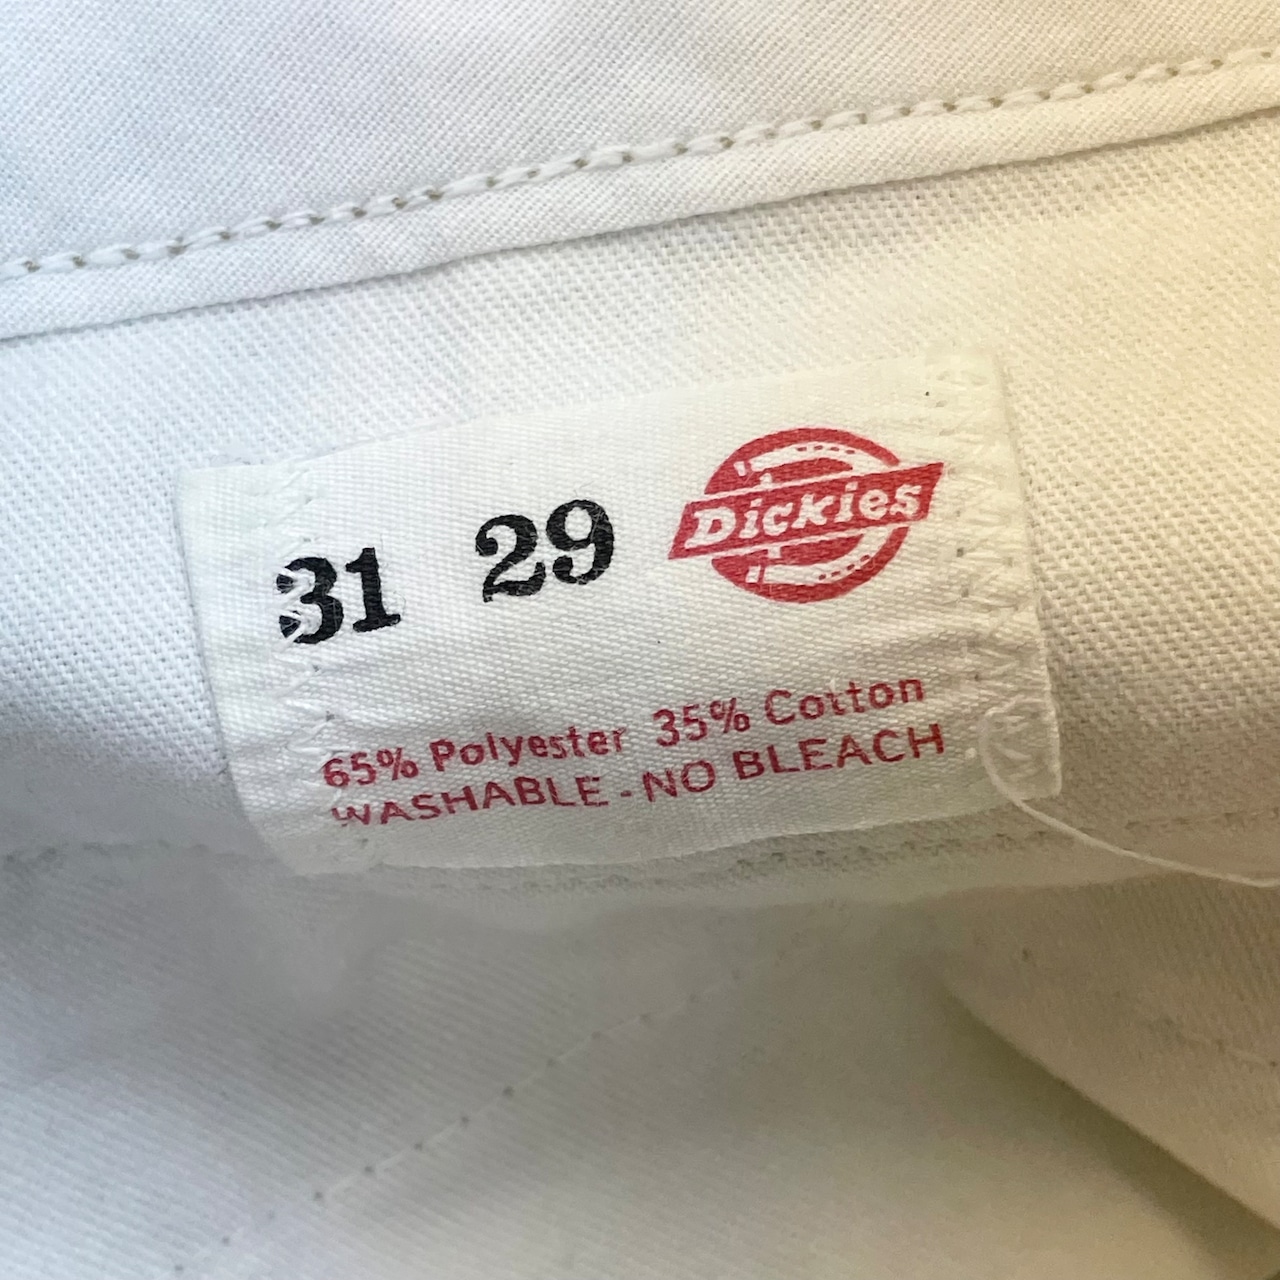 31 29 Dickies
65% Polyester 35% Cotton
WASHABLE - NO BLEACH